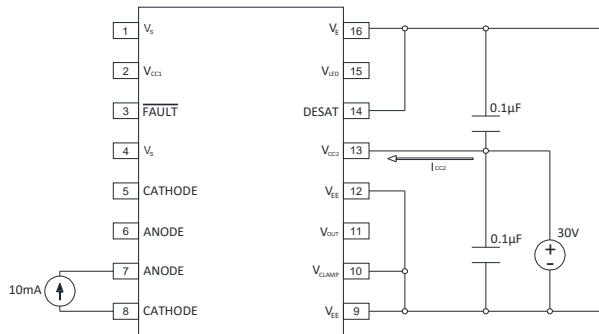 1 VS VE 16
2 VCC1 VLED 15
3 FAULT DESAT 14
4 VS VCC2 13
5 CATHODE VEE 12
6 ANODE VOUT 11
7 ANODE VCLAMP 10
8 CATHODE VEE 9
10mA
0.1µF
ICC2
0.1µF
30V
+
-